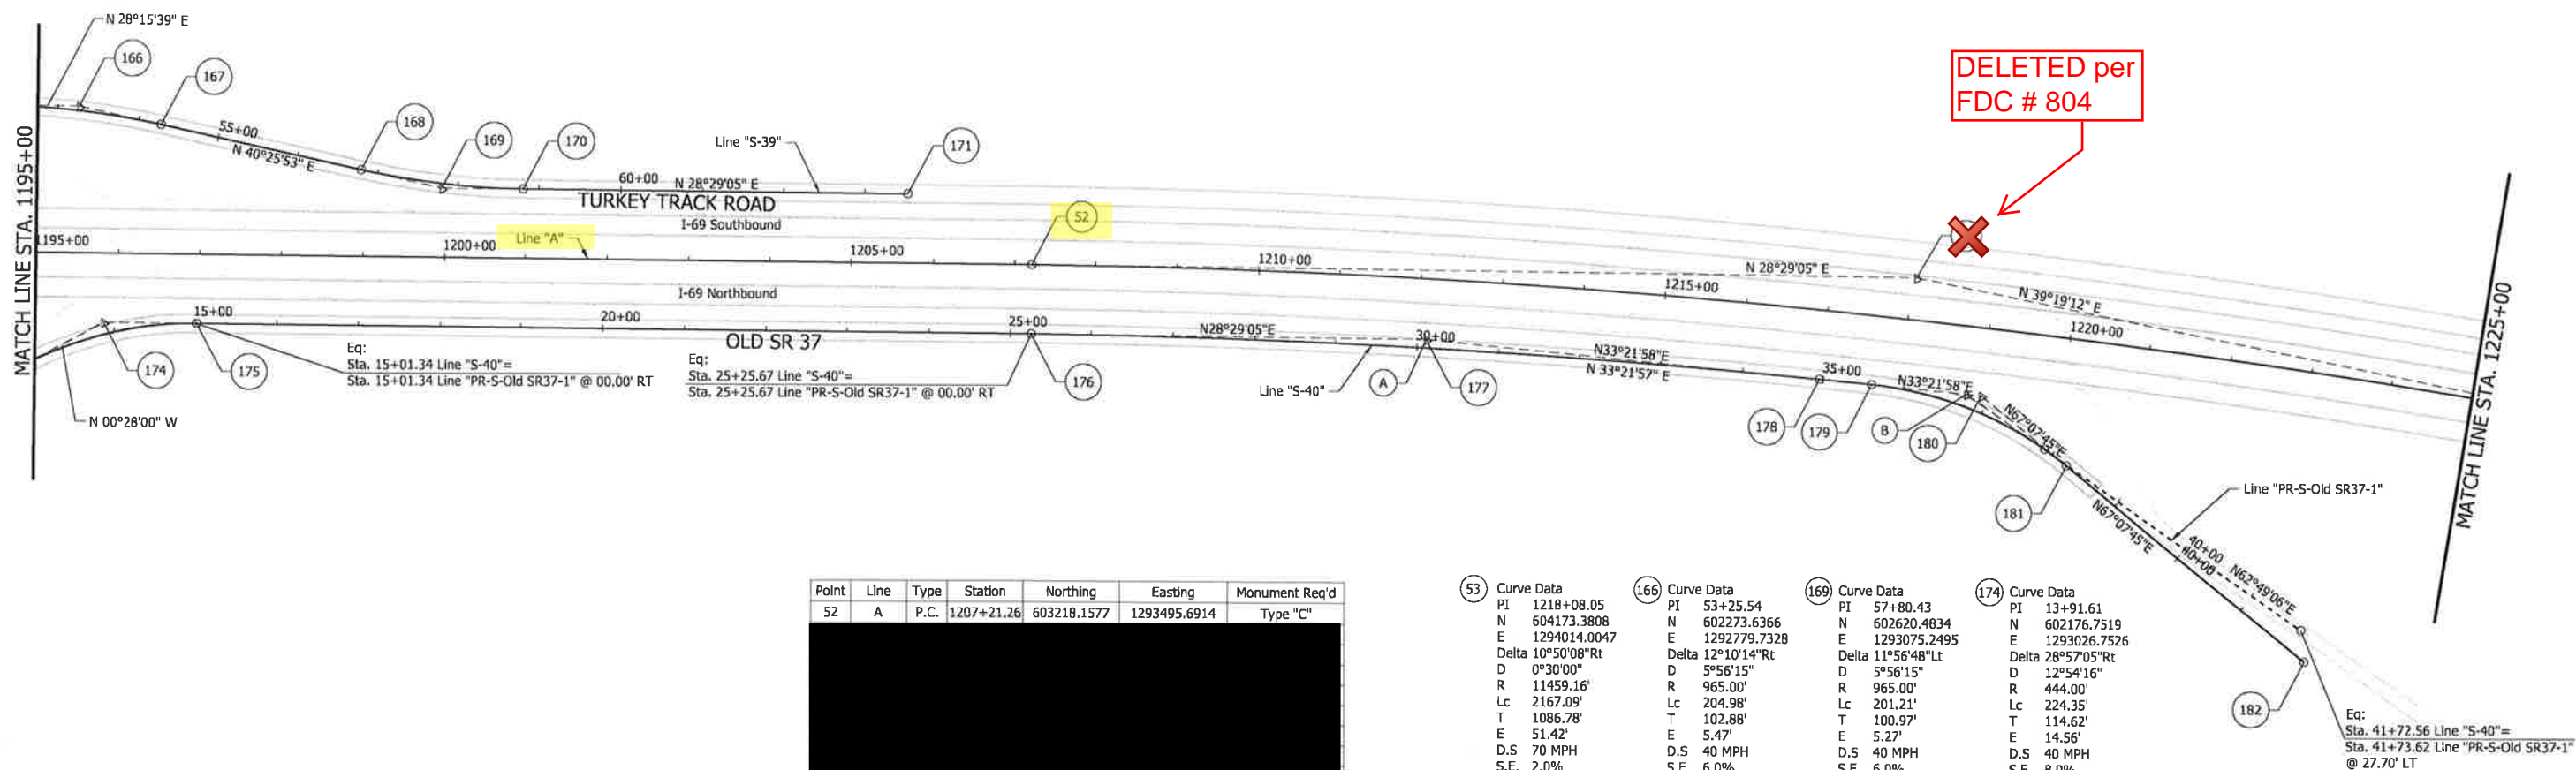 N 28°15'39" E
166
167
168
169
170
171
55+00
N 40°25'53" E
Line "S-39"
60+00
N 28°29'05" E
TURKEY TRACK ROAD
I-69 Southbound
52
DELETED per
FDC # 804
MATCH LINE STA. 1195+00
1195+00
1200+00
Line "A"
1205+00
1210+00
N 28°29'05" E
1215+00
N 39°19'12" E
1220+00
MATCH LINE STA. 1225+00
I-69 Northbound
15+00
20+00
25+00
OLD SR 37
N28°29'05"E
30+00
N33°21'58"E
N 33°21'57" E
35+00
N33°21'58"E
N67°07'45"E
174
175
Eq:
Sta. 15+01.34 Line "S-40"=
Sta. 15+01.34 Line "PR-S-Old SR37-1" @ 00.00' RT
Eq:
Sta. 25+25.67 Line "S-40"=
Sta. 25+25.67 Line "PR-S-Old SR37-1" @ 00.00' RT
176
Line "S-40"
A
177
178
179
B
180
181
N 00°28'00" W
Line "PR-S-Old SR37-1"
N67°07'45"E
40+00
40+00
N62°49'06"E
182
Eq:
Sta. 41+72.56 Line "S-40"=
Sta. 41+73.62 Line "PR-S-Old SR37-1"
@ 27.70' LT
Point Line Type Station Northing Easting Monument Req'd
52 A P.C. 1207+21.26 603218.1577 1293495.6914 Type "C"
53 Curve Data
PI 1218+08.05
N 604173.3808
E 1294014.0047
Delta 10°50'08"Rt
D 0°30'00"
R 11459.16'
Lc 2167.09'
T 1086.78'
E 51.42'
D.S 70 MPH
S.E. 2.0%
166 Curve Data
PI 53+25.54
N 602273.6366
E 1292779.7328
Delta 12°10'14"Rt
D 5°56'15"
R 965.00'
Lc 204.98'
T 102.88'
E 5.47'
D.S 40 MPH
S.E. 6.0%
169 Curve Data
PI 57+80.43
N 602620.4834
E 1293075.2495
Delta 11°56'48"Lt
D 5°56'15"
R 965.00'
Lc 201.21'
T 100.97'
E 5.27'
D.S 40 MPH
S.E. 6.0%
174 Curve Data
PI 13+91.61
N 602176.7519
E 1293026.7526
Delta 28°57'05"Rt
D 12°54'16"
R 444.00'
Lc 224.35'
T 114.62'
E 14.56'
D.S 40 MPH
S.E. 8.0%